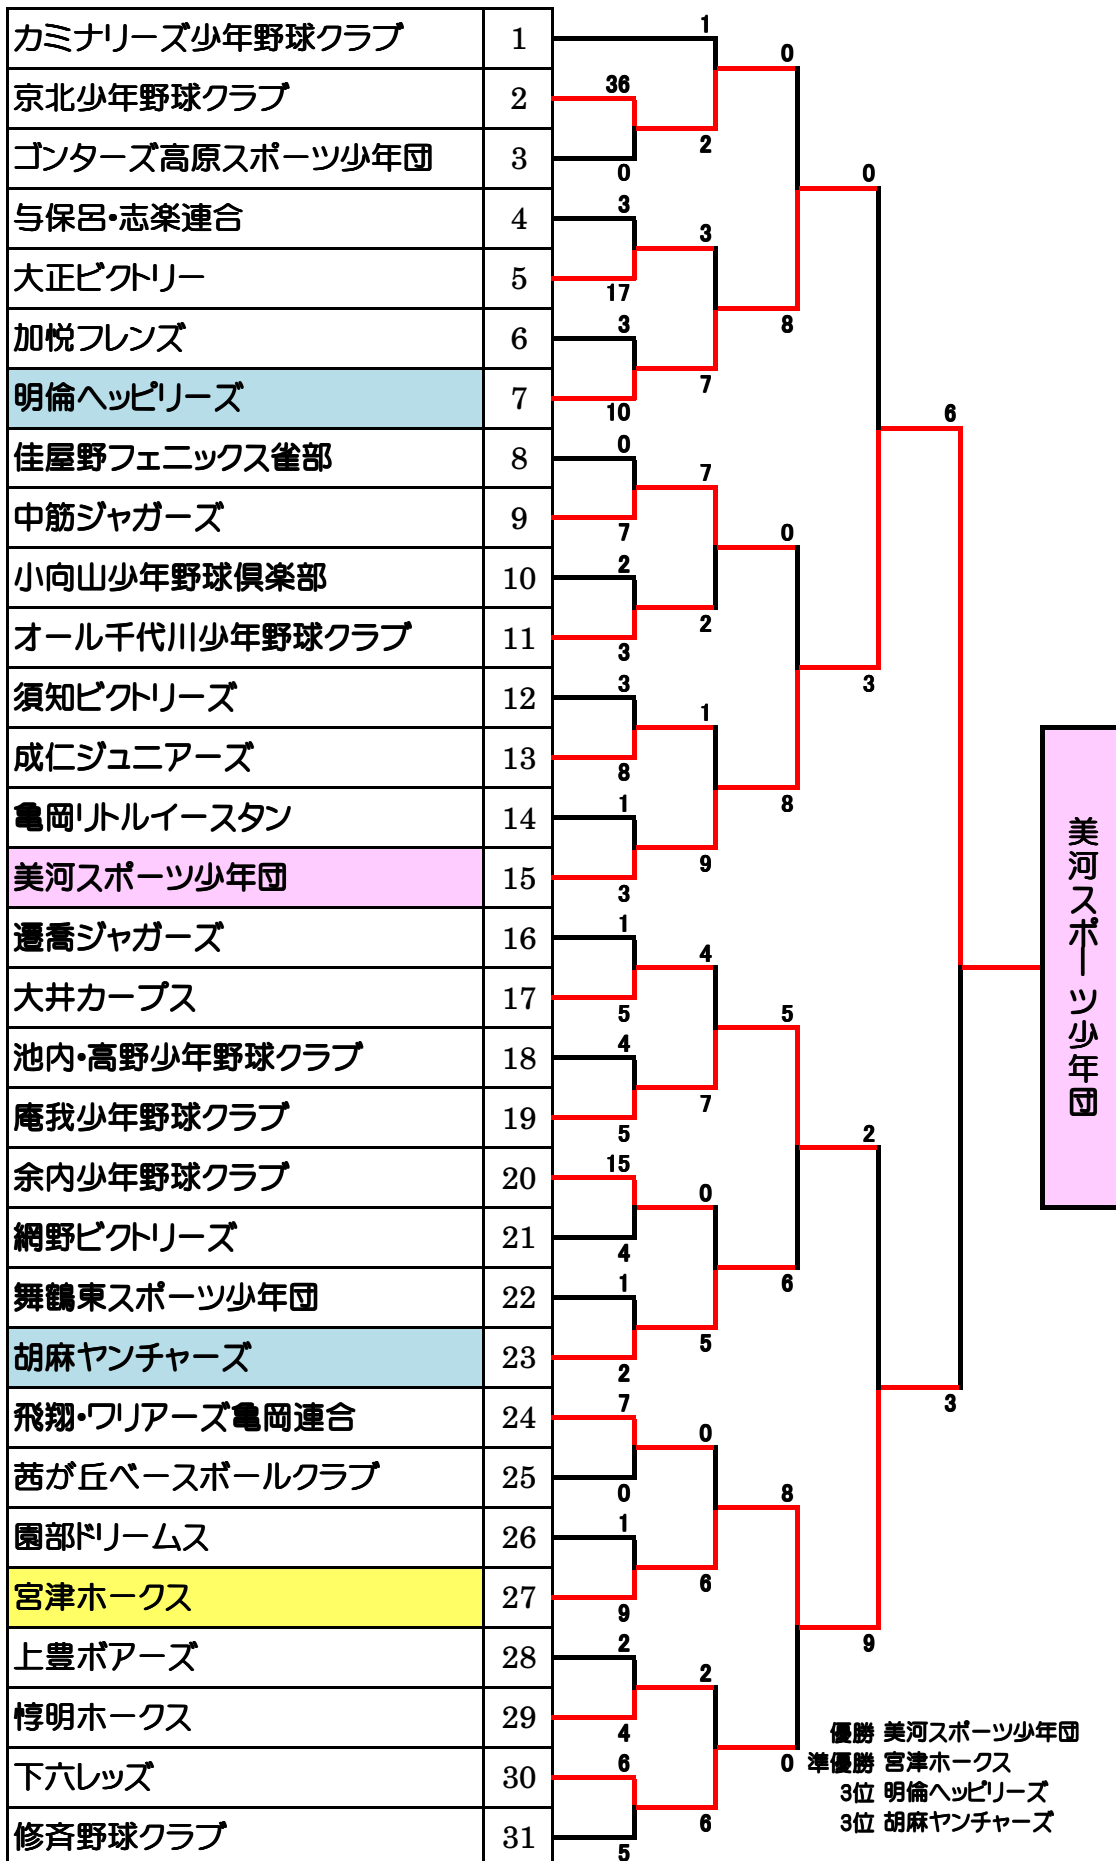 カミナリーズ少年野球クラブ 1
京北少年野球クラブ 2
ゴンターズ高原スポーツ少年団 3
与保呂・志楽連合 4
大正ビクトリー 5
加悦フレンズ 6
明倫ヘッピリーズ 7
佳屋野フェニックス雀部 8
中筋ジャガーズ 9
小向山少年野球倶楽部 10
オール千代川少年野球クラブ 11
須知ビクトリーズ 12
成仁ジュニアーズ 13
亀岡リトルイースタン 14
美河スポーツ少年団 15
遷喬ジャガーズ 16
大井カープス 17
池内・高野少年野球クラブ 18
庵我少年野球クラブ 19
余内少年野球クラブ 20
網野ビクトリーズ 21
舞鶴東スポーツ少年団 22
胡麻ヤンチャーズ 23
飛翔・ワリアーズ亀岡連合 24
茜が丘ベースボールクラブ 25
園部ドリームス 26
宮津ホークス 27
上豊ボアーズ 28
惇明ホークス 29
下六レッズ 30
修斉野球クラブ 31
36
0
3
17
3
10
0
7
2
3
3
8
1
3
1
5
4
5
15
4
1
2
7
0
1
9
2
4
6
5
1
2
3
7
7
2
1
9
4
7
0
5
0
6
2
6
0
8
0
8
5
6
8
0
0
3
2
9
6
3
美河スポーツ少年団
優勝 美河スポーツ少年団
準優勝 宮津ホークス
3位 明倫ヘッピリーズ
3位 胡麻ヤンチャーズ